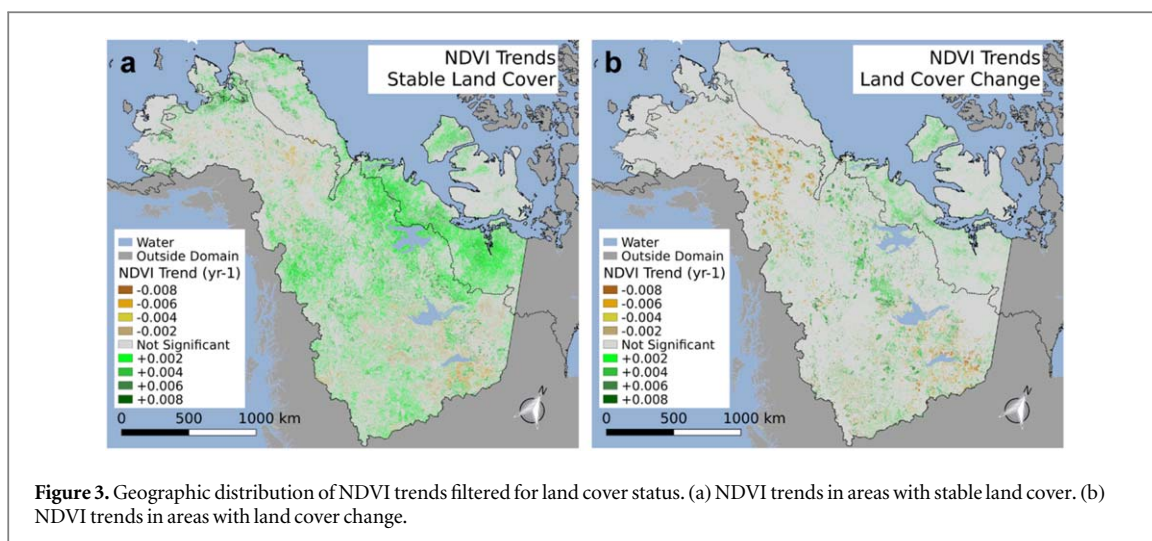 a
NDVI Trends
Stable Land Cover
Water
Outside Domain
NDVI Trend (yr-1)
-0.008
-0.006
-0.004
-0.002
Not Significant
+0.002
+0.004
+0.006
+0.008
0 500 1000 km
N
b
NDVI Trends
Land Cover Change
Water
Outside Domain
NDVI Trend (yr-1)
-0.008
-0.006
-0.004
-0.002
Not Significant
+0.002
+0.004
+0.006
+0.008
0 500 1000 km
N
Figure 3. Geographic distribution of NDVI trends filtered for land cover status. (a) NDVI trends in areas with stable land cover. (b)
NDVI trends in areas with land cover change.